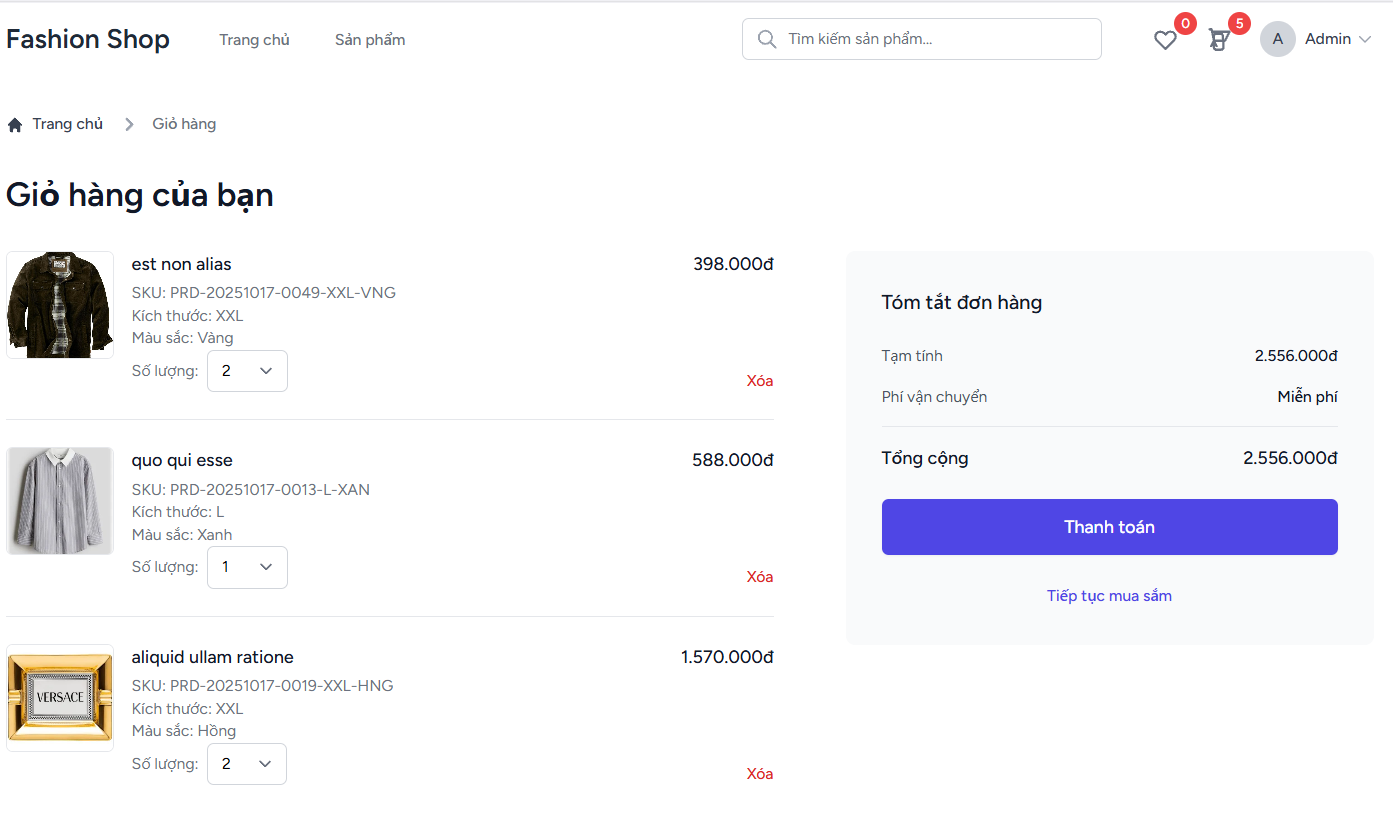 Fashion Shop
Trang chủ
Sản phẩm
Tìm kiếm sản phẩm...
0
5
A
Admin
Trang chủ
Giỏ hàng
Giỏ hàng của bạn
est non alias
398.000đ
SKU: PRD-20251017-0049-XXL-VNG
Kích thước: XXL
Màu sắc: Vàng
Số lượng: 2
Xóa
quo qui esse
588.000đ
SKU: PRD-20251017-0013-L-XAN
Kích thước: L
Màu sắc: Xanh
Số lượng: 1
Xóa
VERSACE
aliquid ullam ratione
1.570.000đ
SKU: PRD-20251017-0019-XXL-HNG
Kích thước: XXL
Màu sắc: Hồng
Số lượng: 2
Xóa
Tóm tắt đơn hàng
Tạm tính
2.556.000đ
Phí vận chuyển
Miễn phí
Tổng cộng
2.556.000đ
Thanh toán
Tiếp tục mua sắm